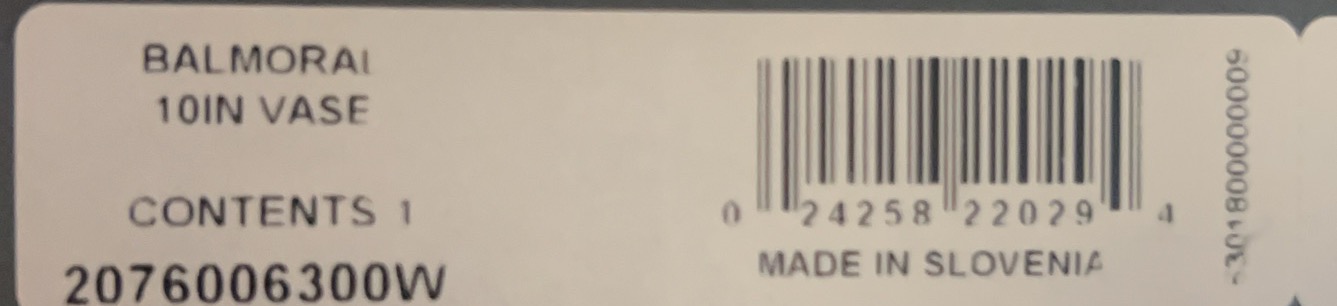 BALMORAL
10IN VASE
CONTENTS 1
2076006300W
0 24258 22029 4
MADE IN SLOVENIA